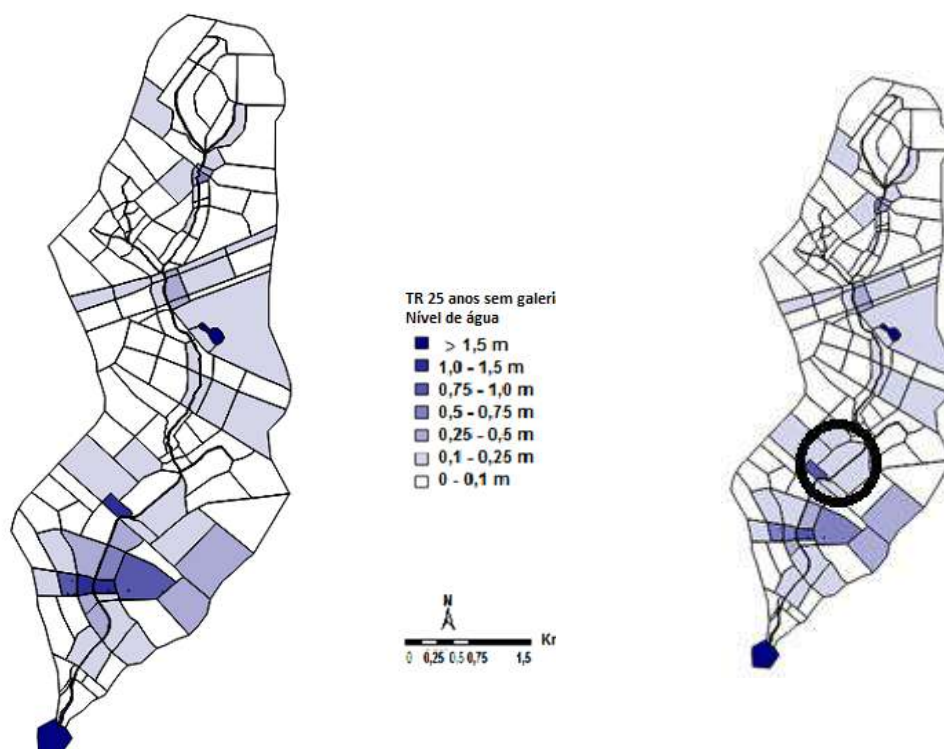 TR 25 anos sem galeri
Nível de água
> 1,5 m
1,0 - 1,5 m
0,75 - 1,0 m
0,5 - 0,75 m
0,25 - 0,5 m
0,1 - 0,25 m
0 - 0,1 m
N
Kr
0 0,25 0,5 0,75 1,5